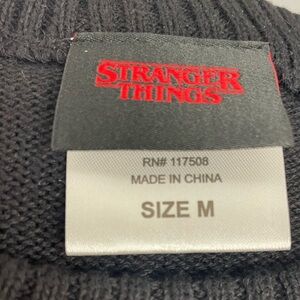 STRANGER
THINGS
RN# 117508
MADE IN CHINA
SIZE M